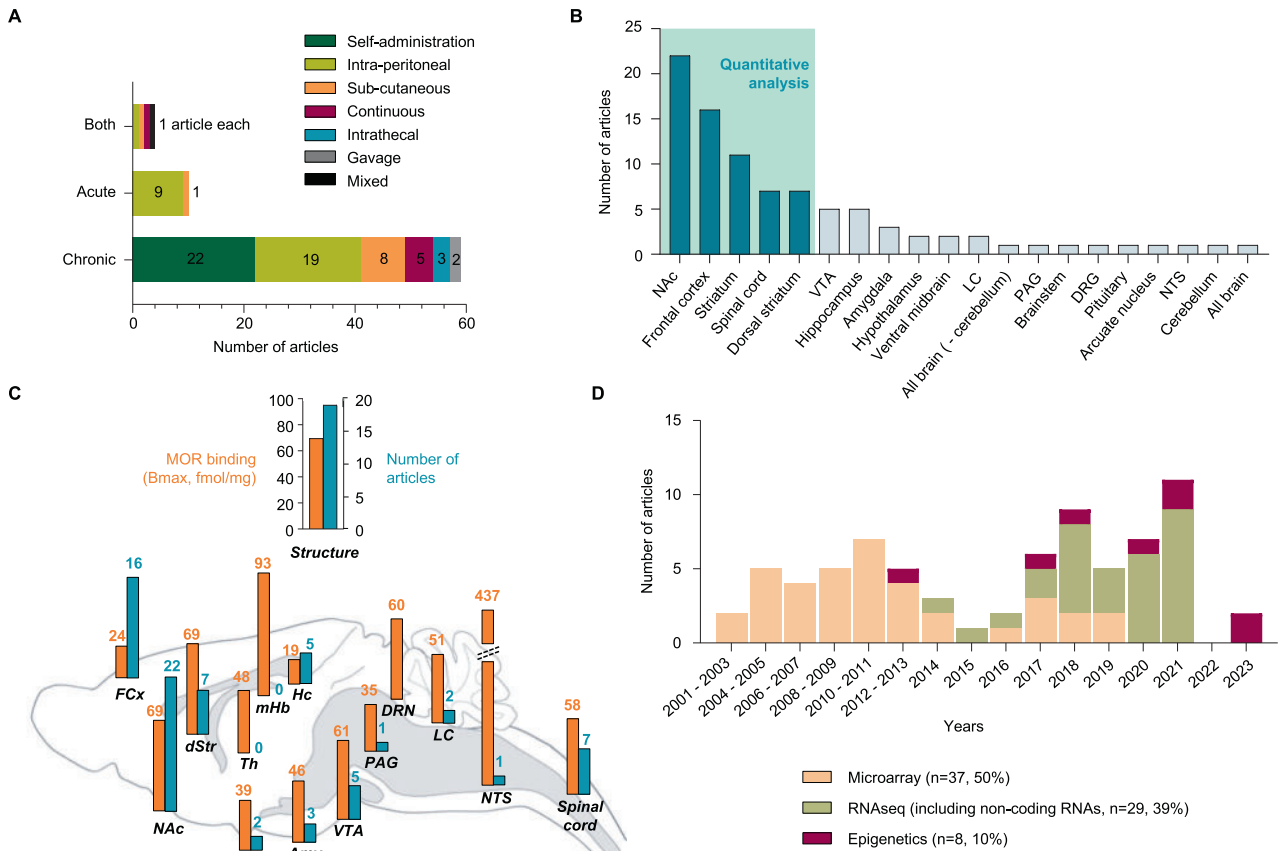 A
Self-administration
Intra-peritoneal
Sub-cutaneous
Continuous
Intrathecal
Gavage
Mixed
Both
1 article each
Acute
9
1
Chronic
22
19
8
5
3
2
0
20
40
60
Number of articles
B
Number of articles
25
20
15
10
5
0
Quantitative
analysis
NAc
Frontal cortex
Striatum
Spinal cord
Dorsal striatum
VTA
Hippocampus
Amygdala
Hypothalamus
Ventral midbrain
LC
All brain ( - cerebellum)
PAG
Brainstem
DRG
Pituitary
Arcuate nucleus
NTS
Cerebellum
All brain
C
MOR binding
(Bmax, fmol/mg)
100
80
60
40
20
0
20
15
10
5
0
Number of
articles
Structure
24
16
FCx
69
22
NAc
69
7
dStr
48
0
Th
93
0
mHb
19
5
Hc
39
2
46
3
61
5
VTA
35
1
PAG
60
DRN
51
2
LC
437
1
NTS
58
7
Spinal
cord
D
Number of articles
15
10
5
0
2001 - 2003
2004 - 2005
2006 - 2007
2008 - 2009
2010 - 2011
2012 - 2013
2014
2015
2016
2017
2018
2019
2020
2021
2022
2023
Years
Microarray (n=37, 50%)
RNAseq (including non-coding RNAs, n=29, 39%)
Epigenetics (n=8, 10%)